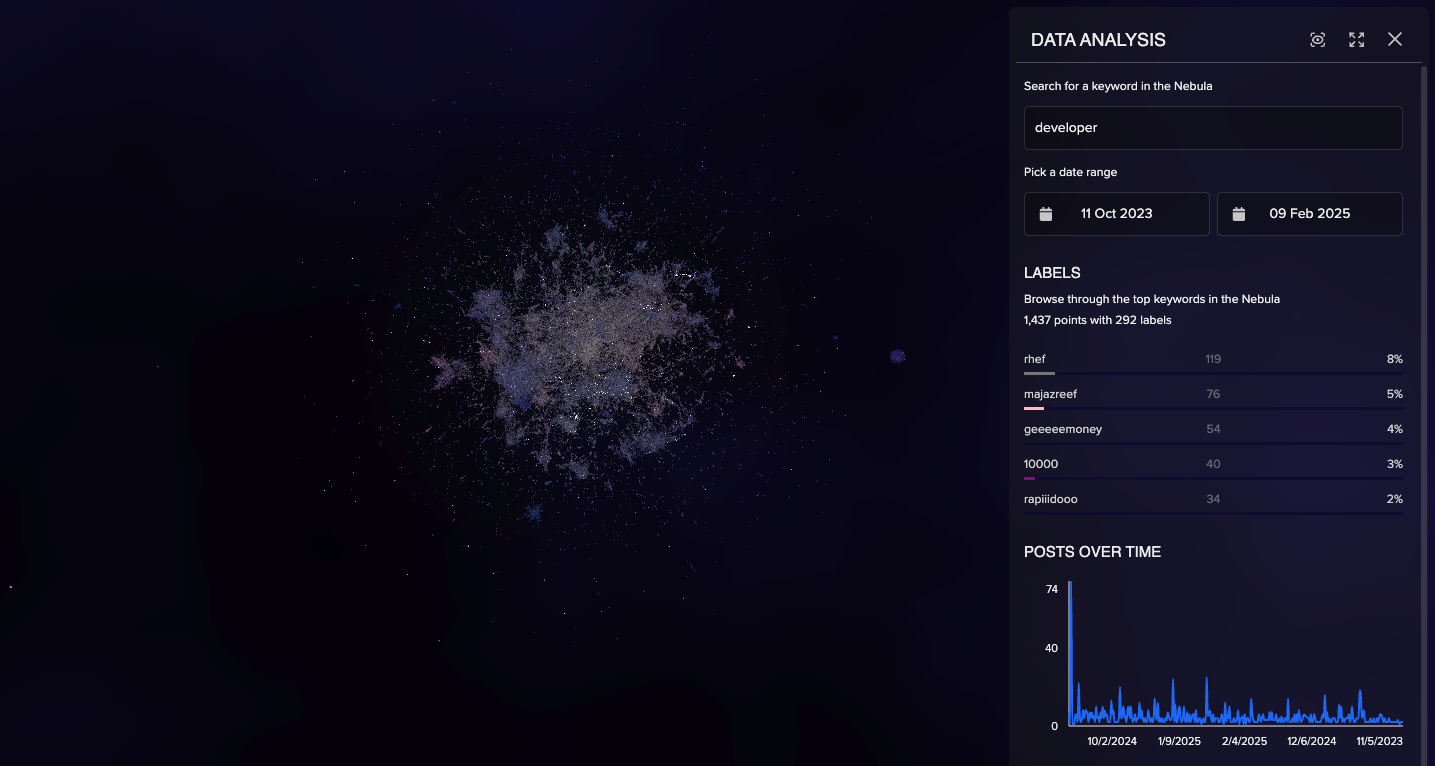 DATA ANALYSIS
Search for a keyword in the Nebula
developer
Pick a date range
11 Oct 2023 09 Feb 2025
LABELS
Browse through the top keywords in the Nebula
1,437 points with 292 labels
rhef 119 8%
majazreef 76 5%
geeeeemoney 54 4%
10000 40 3%
rapiiidooo 34 2%
POSTS OVER TIME
74
40
0
10/2/2024 1/9/2025 2/4/2025 12/6/2024 11/5/2023